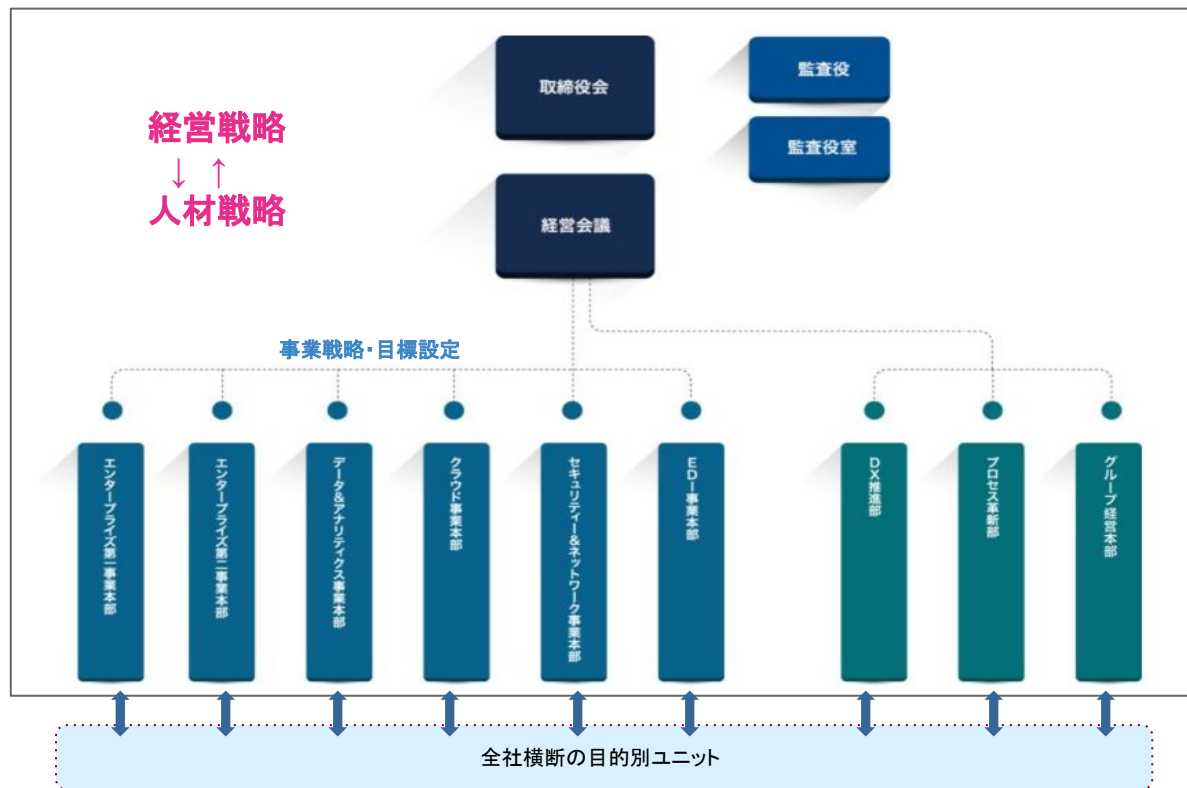 取締役会
監査役
監査役室
経営戦略
↓ ↑
人材戦略
経営会議
事業戦略・目標設定
エンタープライズ第一事業本部
エンタープライズ第二事業本部
データ&アナリティクス事業本部
クラウド事業本部
セキュリティー&ネットワーク事業本部
EDI事業本部
DX推進部
プロセス革新部
グループ経営本部
全社横断の目的別ユニット